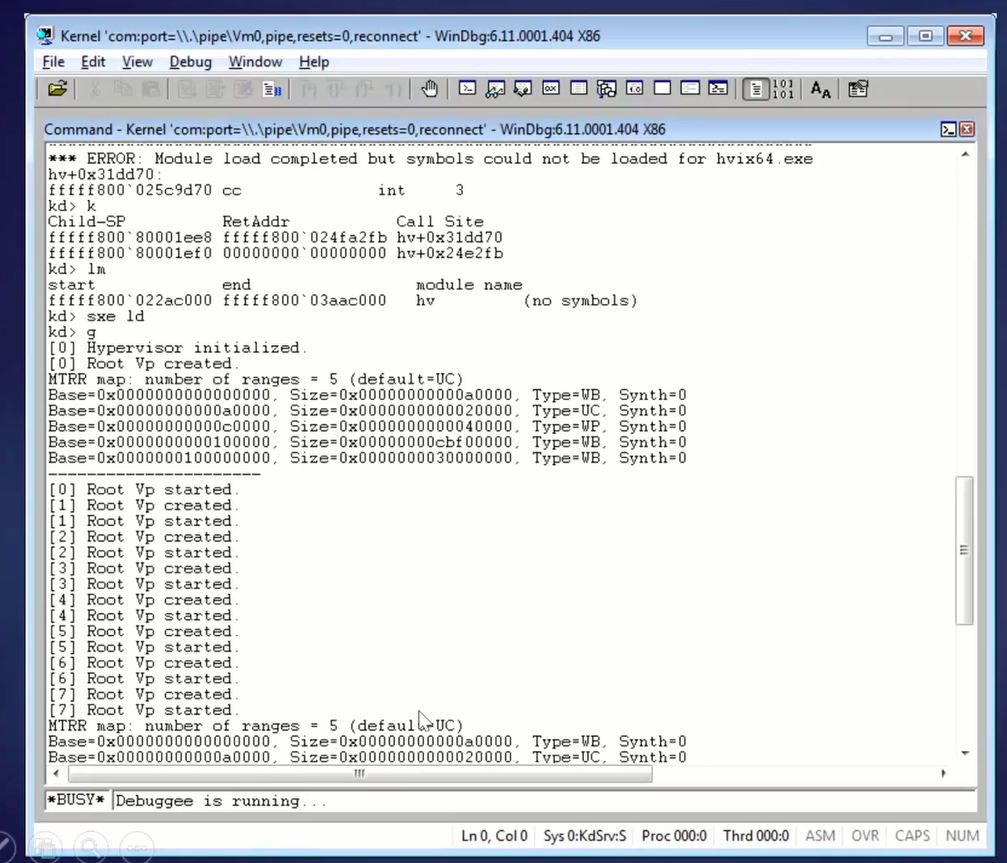 Kernel 'com:port=\\.\pipe\Vm0,pipe,resets=0,reconnect' - WinDbg:6.11.0001.404 X86
File Edit View Debug Window Help
Command - Kernel 'com:port=\\.\pipe\Vm0,pipe,resets=0,reconnect' - WinDbg:6.11.0001.404 X86
*** ERROR: Module load completed but symbols could not be loaded for hvix64.exe
hv+0x31dd70:
fffff800`025c9d70 cc int 3
kd> k
Child-SP RetAddr Call Site
fffff800`80001ee8 fffff800`024fa2fb hv+0x31dd70
fffff800`80001ef0 00000000`00000000 hv+0x24e2fb
kd> lm
start end module name
fffff800`022ac000 fffff800`03aac000 hv (no symbols)
kd> sxe ld
kd> g
[0] Hypervisor initialized.
[0] Root Vp created.
MTRR map: number of ranges = 5 (default=UC)
Base=0x0000000000000000, Size=0x00000000000a0000, Type=WB, Synth=0
Base=0x00000000000a0000, Size=0x0000000000020000, Type=UC, Synth=0
Base=0x00000000000c0000, Size=0x0000000000040000, Type=WP, Synth=0
Base=0x0000000000100000, Size=0x00000000cbf00000, Type=WB, Synth=0
Base=0x0000000100000000, Size=0x0000000030000000, Type=WB, Synth=0
----------------------
[0] Root Vp started.
[1] Root Vp created.
[1] Root Vp started.
[2] Root Vp created.
[2] Root Vp started.
[3] Root Vp created.
[3] Root Vp started.
[4] Root Vp created.
[4] Root Vp started.
[5] Root Vp created.
[5] Root Vp started.
[6] Root Vp created.
[6] Root Vp started.
[7] Root Vp created.
[7] Root Vp started.
MTRR map: number of ranges = 5 (default=UC)
Base=0x0000000000000000, Size=0x00000000000a0000, Type=WB, Synth=0
Base=0x00000000000a0000, Size=0x0000000000020000, Type=UC, Synth=0
*BUSY* Debuggee is running...
Ln 0, Col 0 Sys 0:KdSrv:S Proc 000:0 Thrd 000:0 ASM OVR CAPS NUM